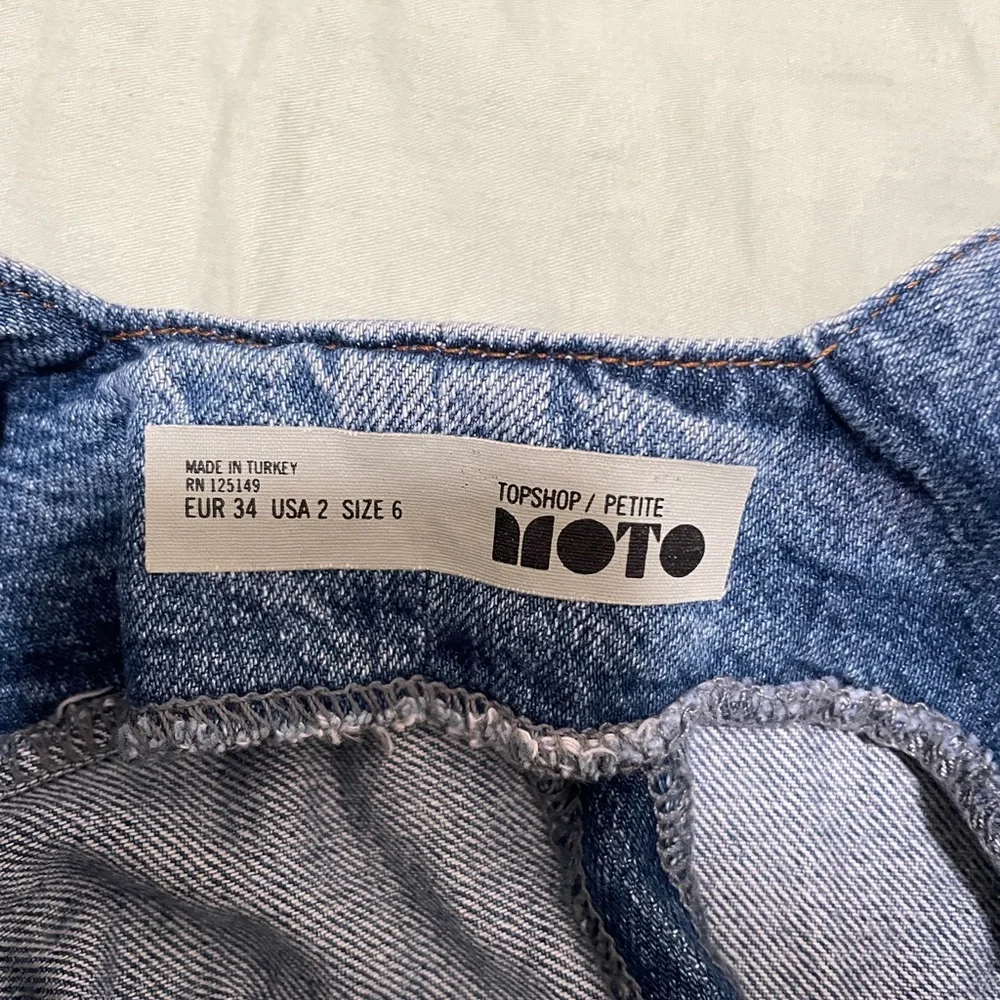 MADE IN TURKEY
RN 125149
EUR 34 USA 2 SIZE 6
TOPSHOP / PETITE
MOTO